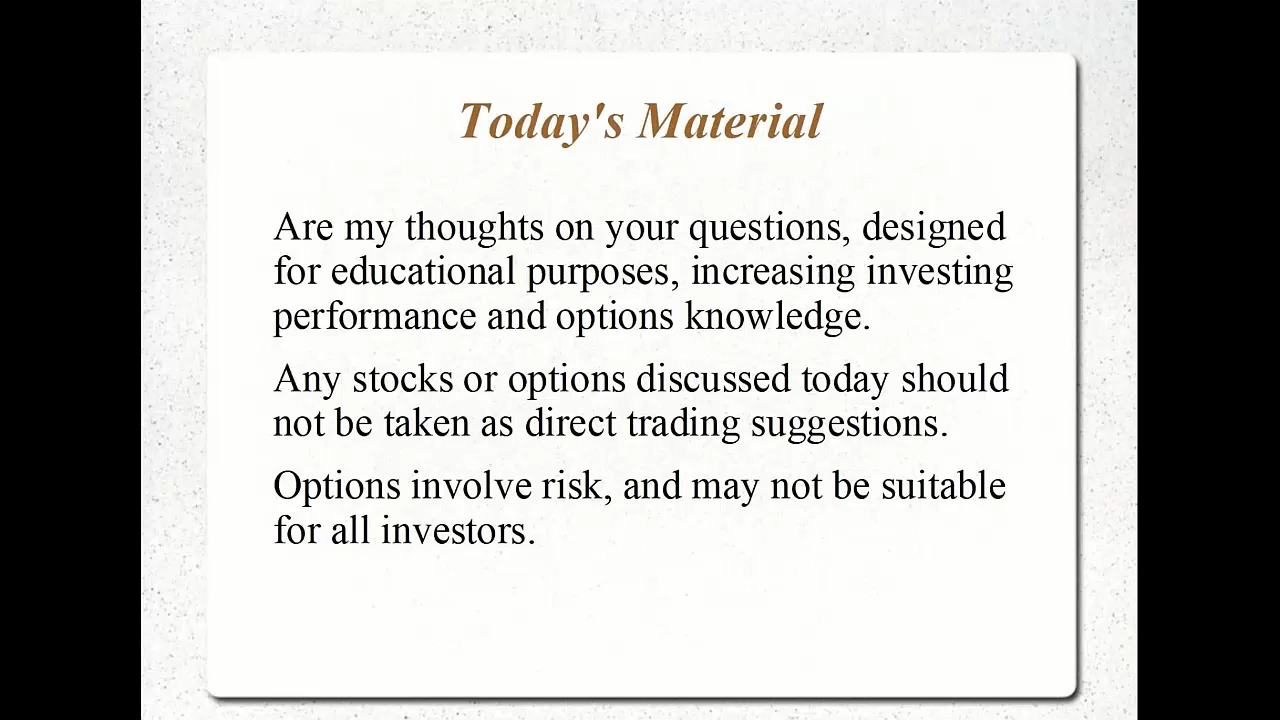 Today's Material
Are my thoughts on your questions, designed
for educational purposes, increasing investing
performance and options knowledge.
Any stocks or options discussed today should
not be taken as direct trading suggestions.
Options involve risk, and may not be suitable
for all investors.